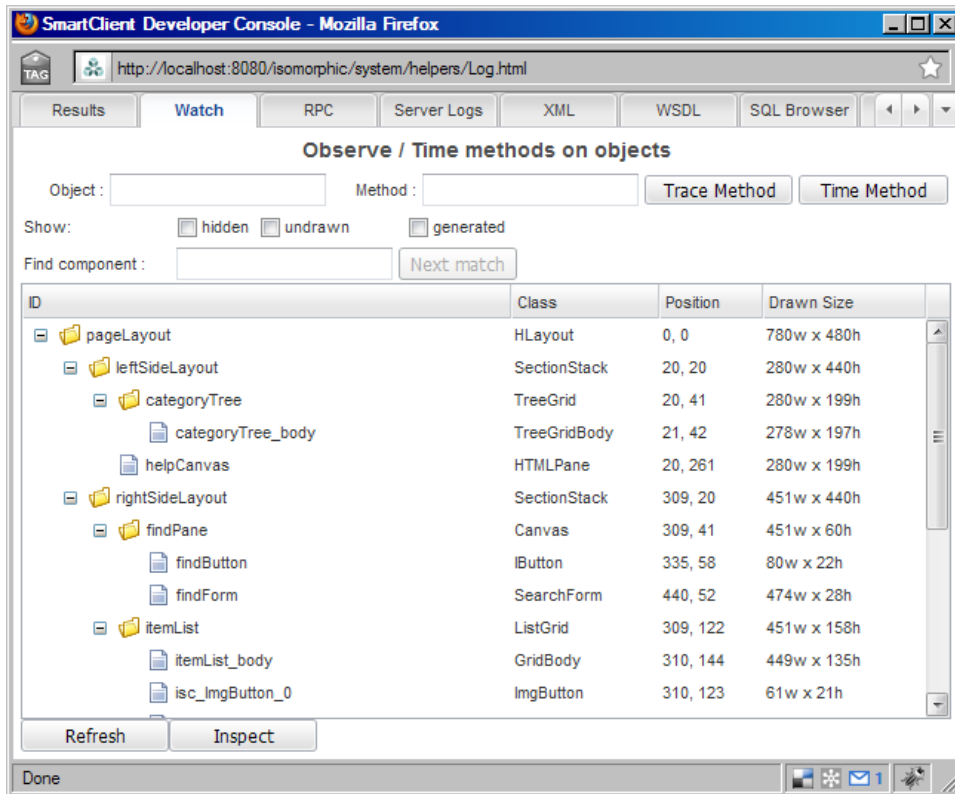 SmartClient Developer Console - Mozilla Firefox
TAG http://localhost:8080/isomorphic/system/helpers/Log.html
Results Watch RPC Server Logs XML WSDL SQL Browser
Observe / Time methods on objects
Object : Method : Trace Method Time Method
Show: hidden undrawn generated
Find component : Next match
ID Class Position Drawn Size
pageLayout HLayout 0, 0 780w x 480h
leftSideLayout SectionStack 20, 20 280w x 440h
categoryTree TreeGrid 20, 41 280w x 199h
categoryTree_body TreeGridBody 21, 42 278w x 197h
helpCanvas HTMLPane 20, 261 280w x 199h
rightSideLayout SectionStack 309, 20 451w x 440h
findPane Canvas 309, 41 451w x 60h
findButton IButton 335, 58 80w x 22h
findForm SearchForm 440, 52 474w x 28h
itemList ListGrid 309, 122 451w x 158h
itemList_body GridBody 310, 144 449w x 135h
isc_ImgButton_0 ImgButton 310, 123 61w x 21h
Refresh Inspect
Done 1